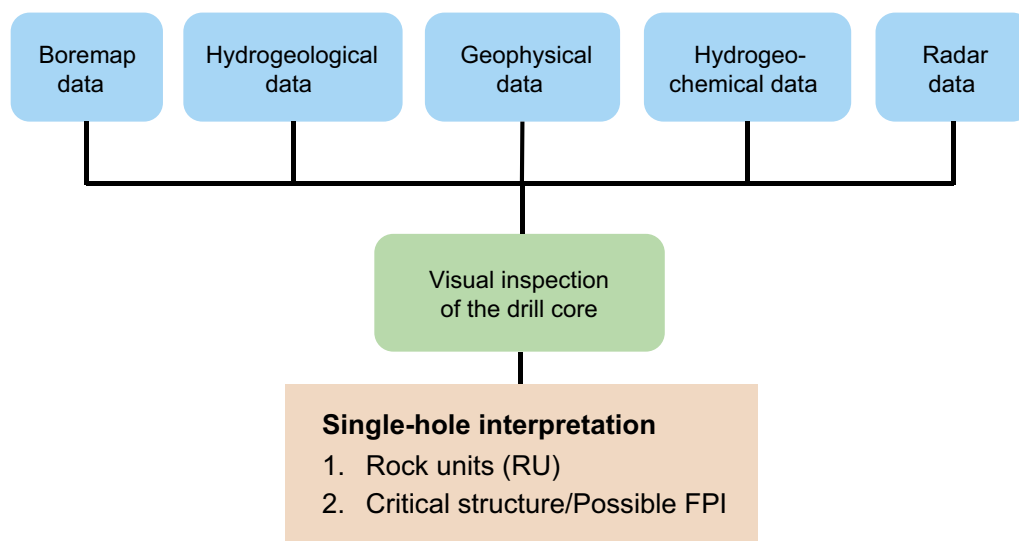 Boremap
data
Hydrogeological
data
Geophysical
data
Hydrogeo-
chemical data
Radar
data
Visual inspection
of the drill core
Single-hole interpretation
1. Rock units (RU)
2. Critical structure/Possible FPI